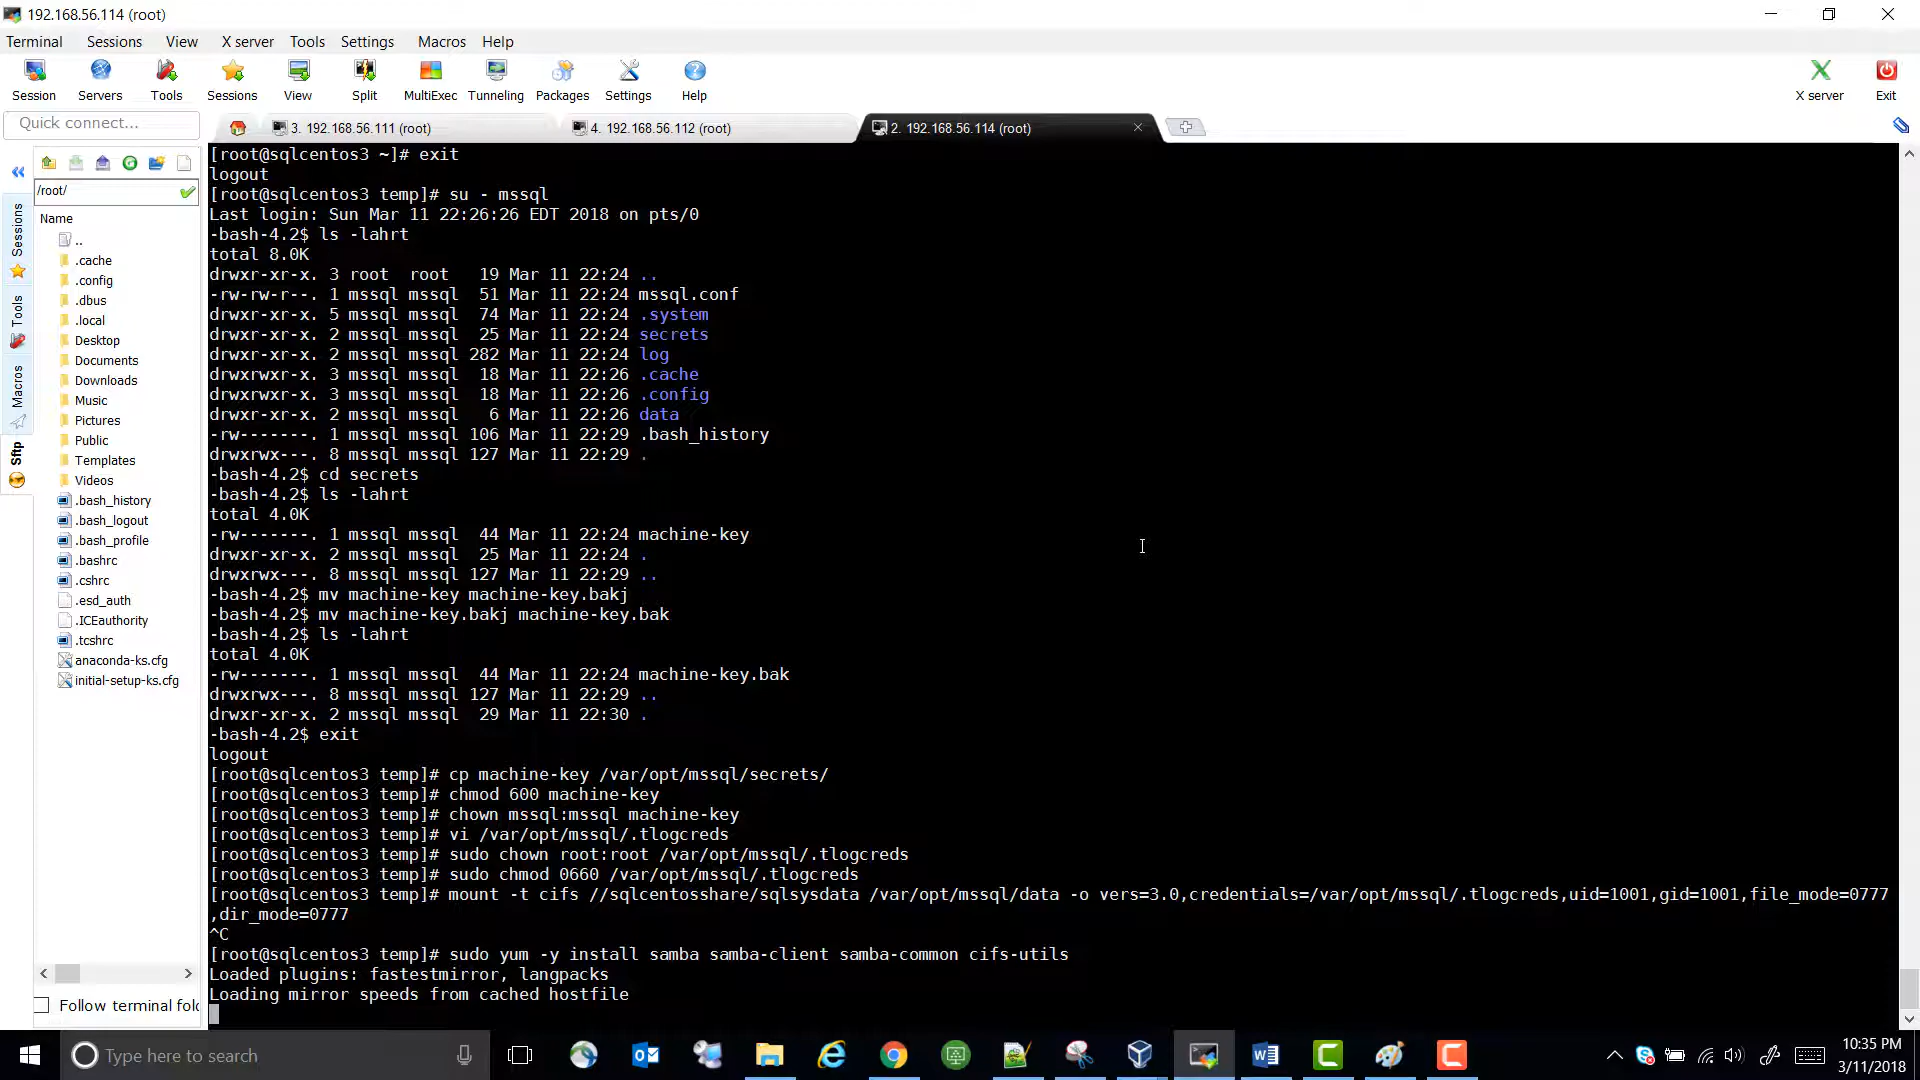 192.168.56.114 (root)
Terminal Sessions View X server Tools Settings Macros Help
Session Servers Tools Sessions View Split MultiExec Tunneling Packages Settings Help X server Exit
Quick connect...
3. 192.168.56.111 (root)
4. 192.168.56.112 (root)
2. 192.168.56.114 (root)
Sessions
Tools
Macros
Sftp
/root/
Name
..
.cache
.config
.dbus
.local
Desktop
Documents
Downloads
Music
Pictures
Public
Templates
Videos
.bash_history
.bash_logout
.bash_profile
.bashrc
.cshrc
.esd_auth
.ICEauthority
.tcshrc
anaconda-ks.cfg
initial-setup-ks.cfg
Follow terminal fol
[root@sqlcentos3 ~]# exit
logout
[root@sqlcentos3 temp]# su - mssql
Last login: Sun Mar 11 22:26:26 EDT 2018 on pts/0
-bash-4.2$ ls -lahrt
total 8.0K
drwxr-xr-x. 3 root  root   19 Mar 11 22:24 ..
-rw-rw-r--. 1 mssql mssql  51 Mar 11 22:24 mssql.conf
drwxr-xr-x. 5 mssql mssql  74 Mar 11 22:24 .system
drwxr-xr-x. 2 mssql mssql  25 Mar 11 22:24 secrets
drwxr-xr-x. 2 mssql mssql 282 Mar 11 22:24 log
drwxrwxr-x. 3 mssql mssql  18 Mar 11 22:26 .cache
drwxrwxr-x. 3 mssql mssql  18 Mar 11 22:26 .config
drwxr-xr-x. 2 mssql mssql   6 Mar 11 22:26 data
-rw-------. 1 mssql mssql 106 Mar 11 22:29 .bash_history
drwxrwx---. 8 mssql mssql 127 Mar 11 22:29 .
-bash-4.2$ cd secrets
-bash-4.2$ ls -lahrt
total 4.0K
-rw-------. 1 mssql mssql  44 Mar 11 22:24 machine-key
drwxr-xr-x. 2 mssql mssql  25 Mar 11 22:24 .
drwxrwx---. 8 mssql mssql 127 Mar 11 22:29 ..
-bash-4.2$ mv machine-key machine-key.bakj
-bash-4.2$ mv machine-key.bakj machine-key.bak
-bash-4.2$ ls -lahrt
total 4.0K
-rw-------. 1 mssql mssql  44 Mar 11 22:24 machine-key.bak
drwxrwx---. 8 mssql mssql 127 Mar 11 22:29 ..
drwxr-xr-x. 2 mssql mssql  29 Mar 11 22:30 .
-bash-4.2$ exit
logout
[root@sqlcentos3 temp]# cp machine-key /var/opt/mssql/secrets/
[root@sqlcentos3 temp]# chmod 600 machine-key
[root@sqlcentos3 temp]# chown mssql:mssql machine-key
[root@sqlcentos3 temp]# vi /var/opt/mssql/.tlogcreds
[root@sqlcentos3 temp]# sudo chown root:root /var/opt/mssql/.tlogcreds
[root@sqlcentos3 temp]# sudo chmod 0660 /var/opt/mssql/.tlogcreds
[root@sqlcentos3 temp]# mount -t cifs //sqlcentosshare/sqlsysdata /var/opt/mssql/data -o vers=3.0,credentials=/var/opt/mssql/.tlogcreds,uid=1001,gid=1001,file_mode=0777
,dir_mode=0777
^C
[root@sqlcentos3 temp]# sudo yum -y install samba samba-client samba-common cifs-utils
Loaded plugins: fastestmirror, langpacks
Loading mirror speeds from cached hostfile
Type here to search
10:35 PM
3/11/2018